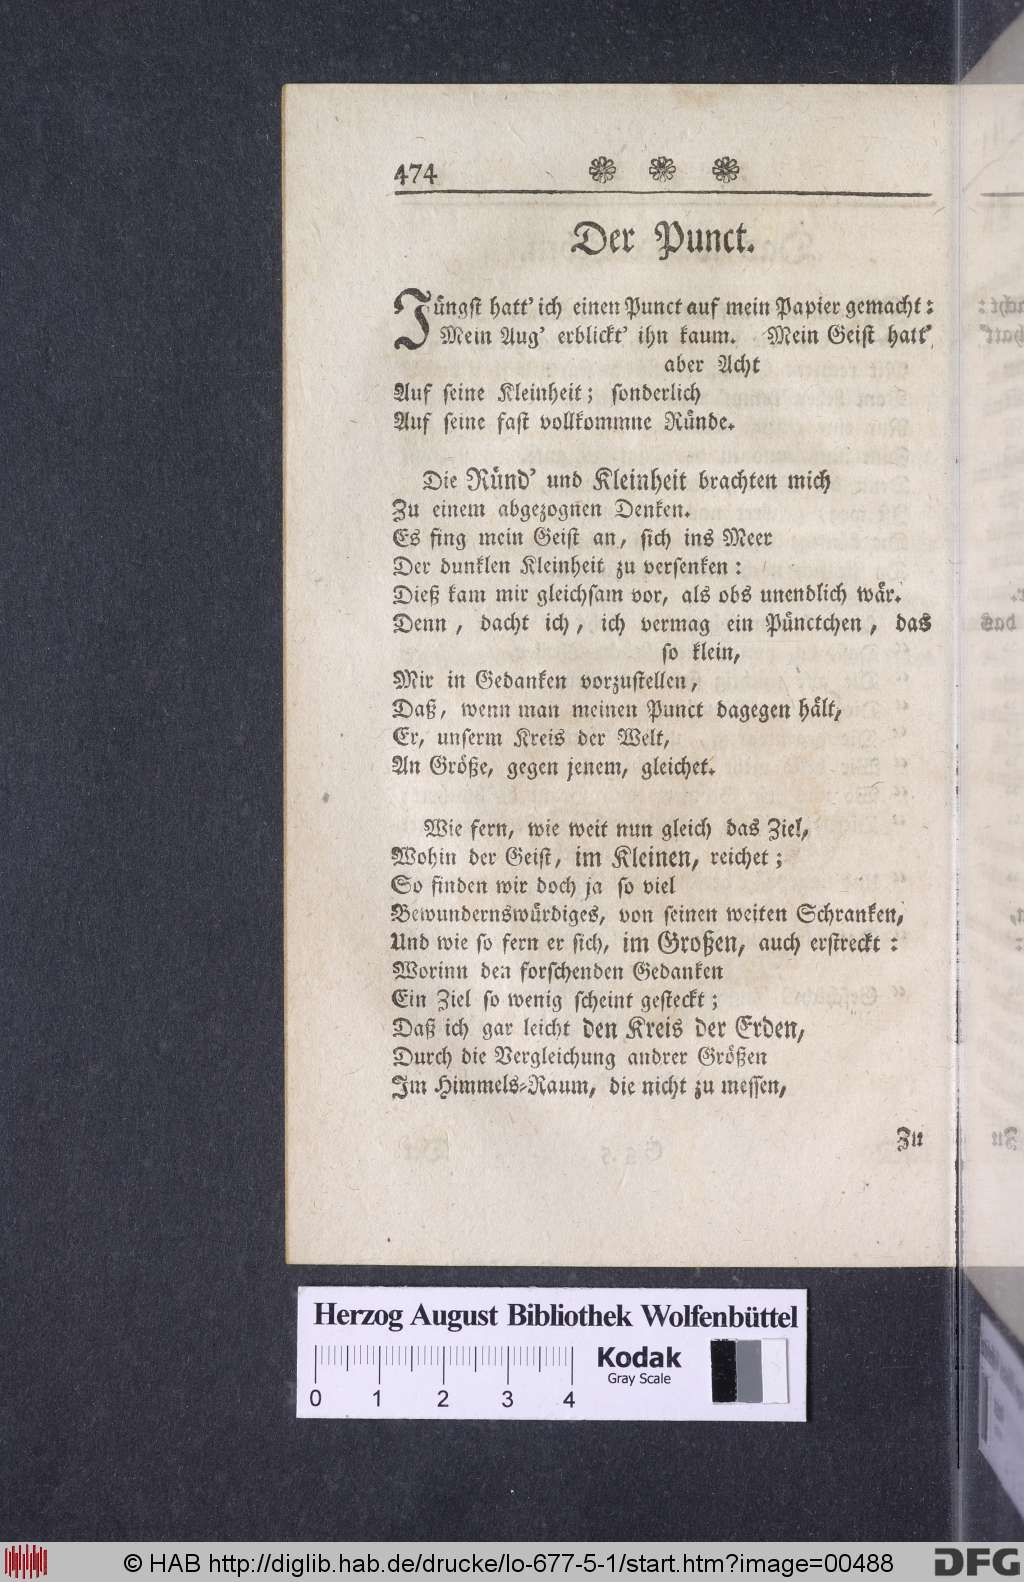 474
Der Punct.
Jüngst hatt' ich einen Punct auf mein Papier gemacht:
Mein Aug' erblickt' ihn kaum. Mein Geist hatt'
aber Acht
Auf seine Kleinheit; sonderlich
Auf seine fast vollkommne Ründe.
Die Ründ' und Kleinheit brachten mich
Zu einem abgezognen Denken.
Es fing mein Geist an, sich ins Meer
Der dunklen Kleinheit zu versenken:
Dieß kam mir gleichsam vor, als obs unendlich wär.
Denn, dacht ich, ich vermag ein Pünctchen, das
so klein,
Mir in Gedanken vorzustellen,
Daß, wenn man meinen Punct dagegen hält,
Er, unserm Kreis der Welt,
An Größe, gegen jenem, gleichet.
Wie fern, wie weit nun gleich das Ziel,
Wohin der Geist, im Kleinen, reichet;
So finden wir doch ja so viel
Bewundernswürdiges, von seinen weiten Schranken,
Und wie so fern er sich, im Großen, auch erstreckt:
Worinn den forschenden Gedanken
Ein Ziel so wenig scheint gesteckt;
Daß ich gar leicht den Kreis der Erden,
Durch die Vergleichung andrer Größen
Im Himmels-Raum, die nicht zu messen,
Zu
Herzog August Bibliothek Wolfenbüttel
Kodak
Gray Scale
0 1 2 3 4
© HAB http://diglib.hab.de/drucke/lo-677-5-1/start.htm?image=00488
DFG